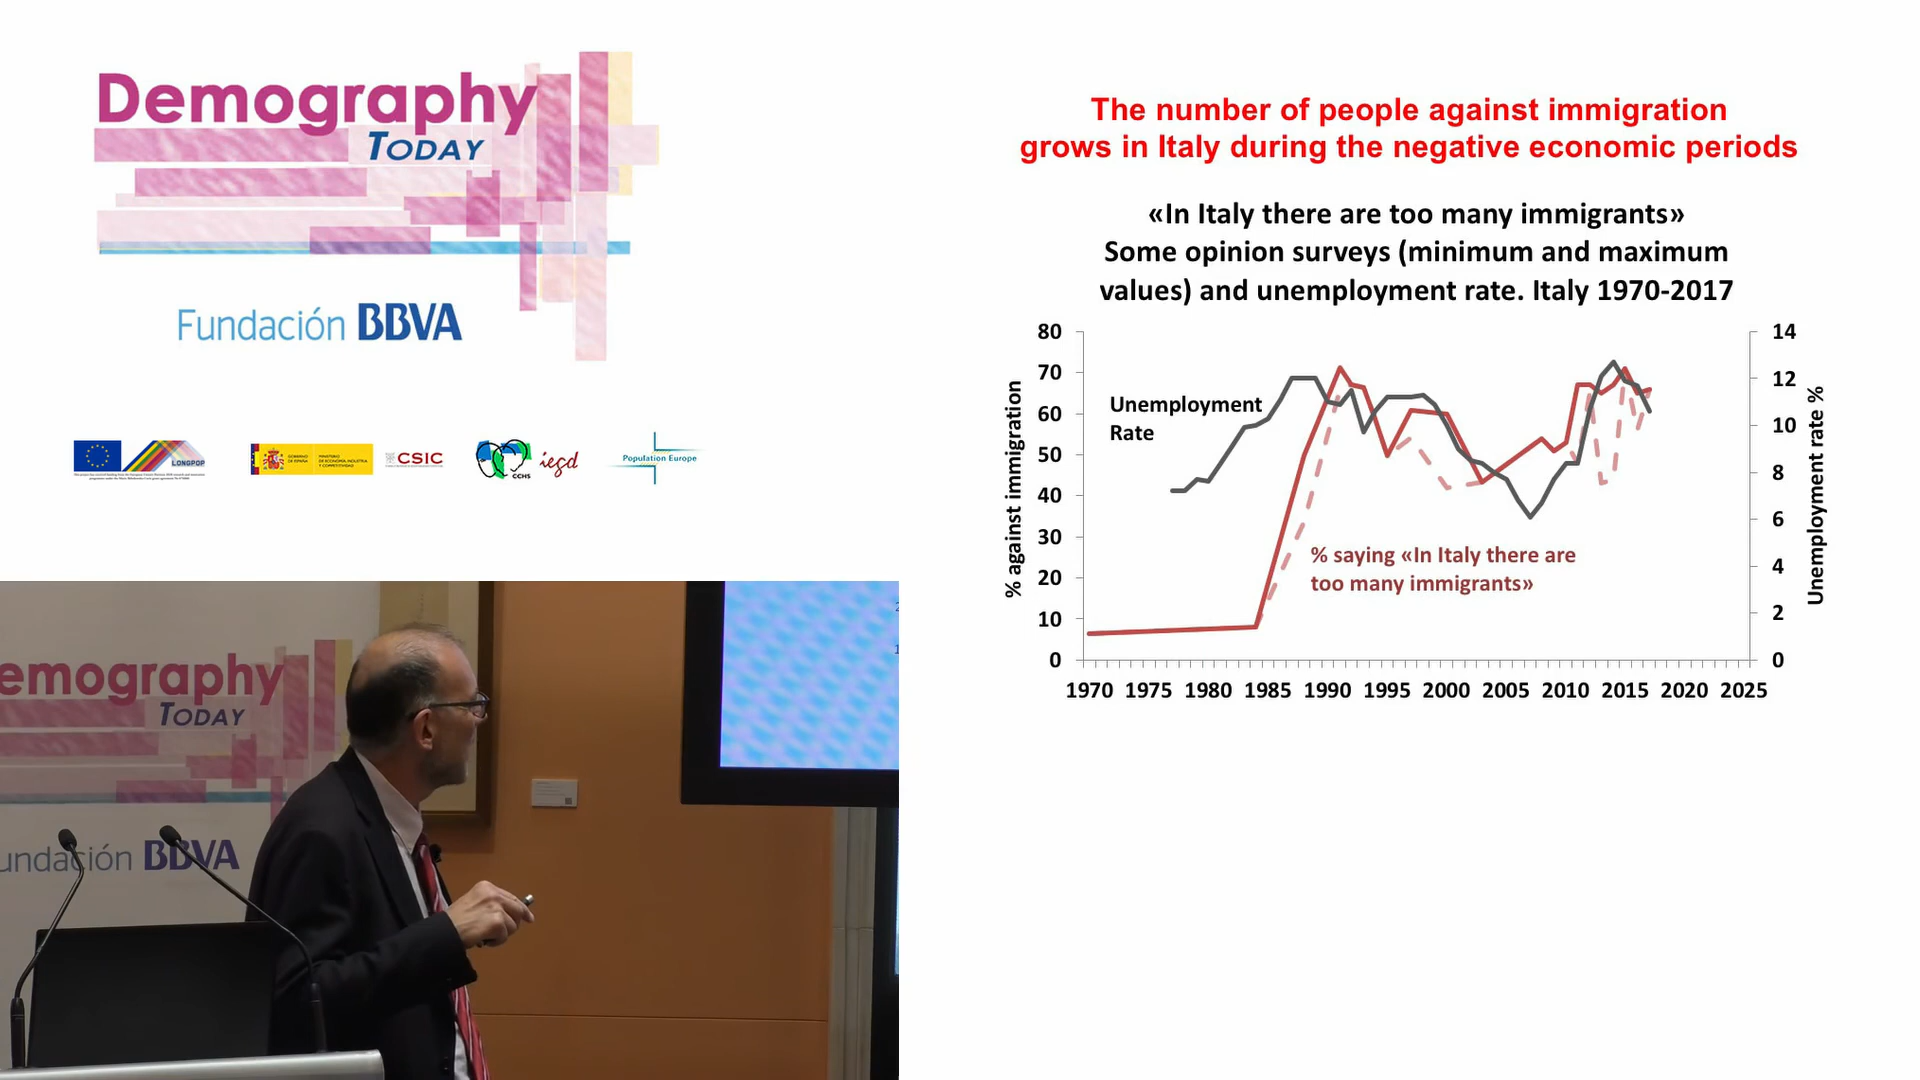 Demography
TODAY
Fundación BBVA
LONGPOP
GOBIERNO
DE ESPAÑA
MINISTERIO
DE ECONOMÍA, INDUSTRIA
Y COMPETITIVIDAD
CSIC
CCHS
iegd
Population Europe
The number of people against immigration
grows in Italy during the negative economic periods
«In Italy there are too many immigrants»
Some opinion surveys (minimum and maximum
values) and unemployment rate. Italy 1970-2017
80
70
60
50
40
30
20
10
0
% against immigration
Unemployment
Rate
% saying «In Italy there are
too many immigrants»
14
12
10
8
6
4
2
0
Unemployment rate %
1970 1975 1980 1985 1990 1995 2000 2005 2010 2015 2020 2025
emography
TODAY
undación BBVA